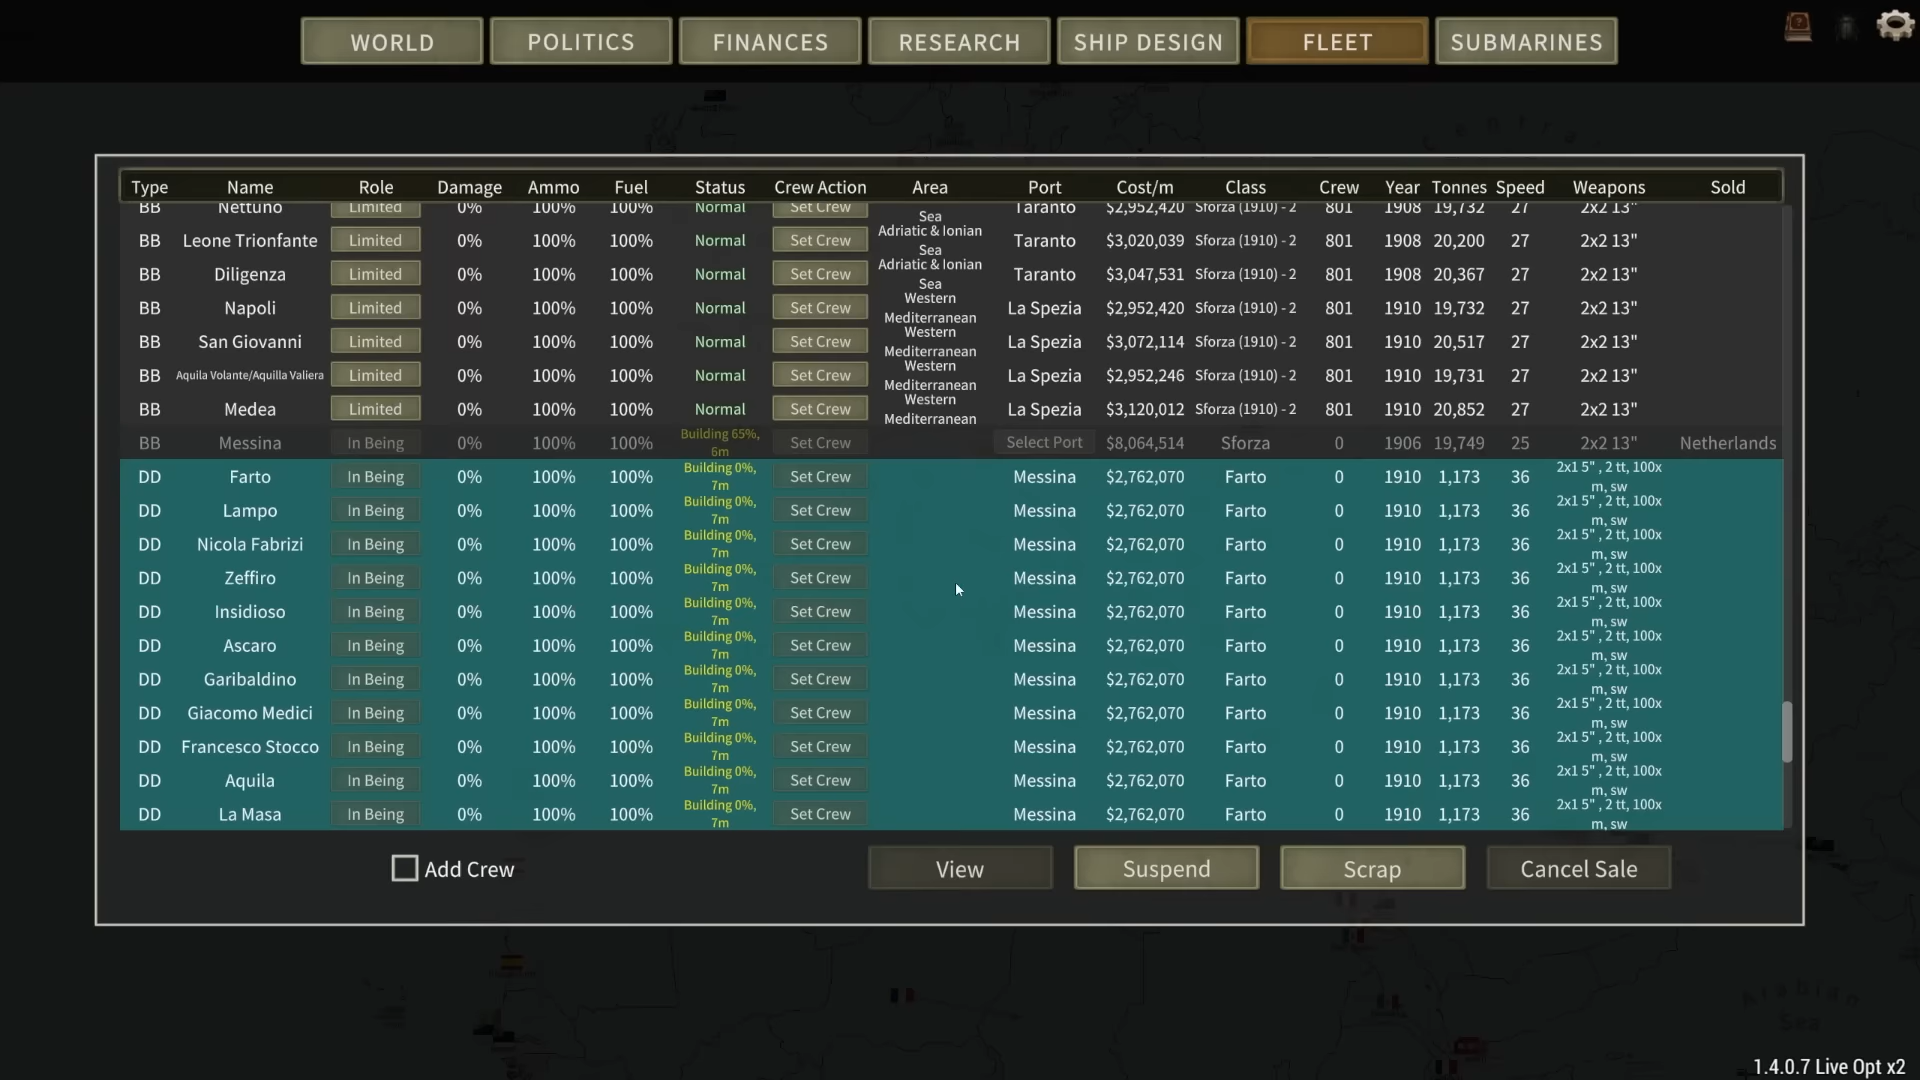 WORLD POLITICS FINANCES RESEARCH SHIP DESIGN FLEET SUBMARINES
Type Name Role Damage Ammo Fuel Status Crew Action Area Port Cost/m Class Crew Year Tonnes Speed Weapons Sold
BB Nettuno Limited 0% 100% 100% Normal Set Crew Sea Taranto $2,952,420 Sforza (1910) - 2 801 1908 19,732 27 2x2 13"
BB Leone Trionfante Limited 0% 100% 100% Normal Set Crew Adriatic & Ionian Sea Taranto $3,020,039 Sforza (1910) - 2 801 1908 20,200 27 2x2 13"
BB Diligenza Limited 0% 100% 100% Normal Set Crew Adriatic & Ionian Sea Taranto $3,047,531 Sforza (1910) - 2 801 1908 20,367 27 2x2 13"
BB Napoli Limited 0% 100% 100% Normal Set Crew Western Mediterranean La Spezia $2,952,420 Sforza (1910) - 2 801 1910 19,732 27 2x2 13"
BB San Giovanni Limited 0% 100% 100% Normal Set Crew Western Mediterranean La Spezia $3,072,114 Sforza (1910) - 2 801 1910 20,517 27 2x2 13"
BB Aquila Volante/Aquilla Valiera Limited 0% 100% 100% Normal Set Crew Western Mediterranean La Spezia $2,952,246 Sforza (1910) - 2 801 1910 19,731 27 2x2 13"
BB Medea Limited 0% 100% 100% Normal Set Crew Western Mediterranean La Spezia $3,120,012 Sforza (1910) - 2 801 1910 20,852 27 2x2 13"
BB Messina In Being 0% 100% 100% Building 65%, 6m Set Crew Select Port $8,064,514 Sforza 0 1906 19,749 25 2x2 13" Netherlands
DD Farto In Being 0% 100% 100% Building 0%, 7m Set Crew Messina $2,762,070 Farto 0 1910 1,173 36 2x1 5" , 2 tt, 100x m, sw
DD Lampo In Being 0% 100% 100% Building 0%, 7m Set Crew Messina $2,762,070 Farto 0 1910 1,173 36 2x1 5" , 2 tt, 100x m, sw
DD Nicola Fabrizi In Being 0% 100% 100% Building 0%, 7m Set Crew Messina $2,762,070 Farto 0 1910 1,173 36 2x1 5" , 2 tt, 100x m, sw
DD Zeffiro In Being 0% 100% 100% Building 0%, 7m Set Crew Messina $2,762,070 Farto 0 1910 1,173 36 2x1 5" , 2 tt, 100x m, sw
DD Insidioso In Being 0% 100% 100% Building 0%, 7m Set Crew Messina $2,762,070 Farto 0 1910 1,173 36 2x1 5" , 2 tt, 100x m, sw
DD Ascaro In Being 0% 100% 100% Building 0%, 7m Set Crew Messina $2,762,070 Farto 0 1910 1,173 36 2x1 5" , 2 tt, 100x m, sw
DD Garibaldino In Being 0% 100% 100% Building 0%, 7m Set Crew Messina $2,762,070 Farto 0 1910 1,173 36 2x1 5" , 2 tt, 100x m, sw
DD Giacomo Medici In Being 0% 100% 100% Building 0%, 7m Set Crew Messina $2,762,070 Farto 0 1910 1,173 36 2x1 5" , 2 tt, 100x m, sw
DD Francesco Stocco In Being 0% 100% 100% Building 0%, 7m Set Crew Messina $2,762,070 Farto 0 1910 1,173 36 2x1 5" , 2 tt, 100x m, sw
DD Aquila In Being 0% 100% 100% Building 0%, 7m Set Crew Messina $2,762,070 Farto 0 1910 1,173 36 2x1 5" , 2 tt, 100x m, sw
DD La Masa In Being 0% 100% 100% Building 0%, 7m Set Crew Messina $2,762,070 Farto 0 1910 1,173 36 2x1 5" , 2 tt, 100x m, sw
Add Crew View Suspend Scrap Cancel Sale
Arabian
Sea
1.4.0.7 Live Opt x2